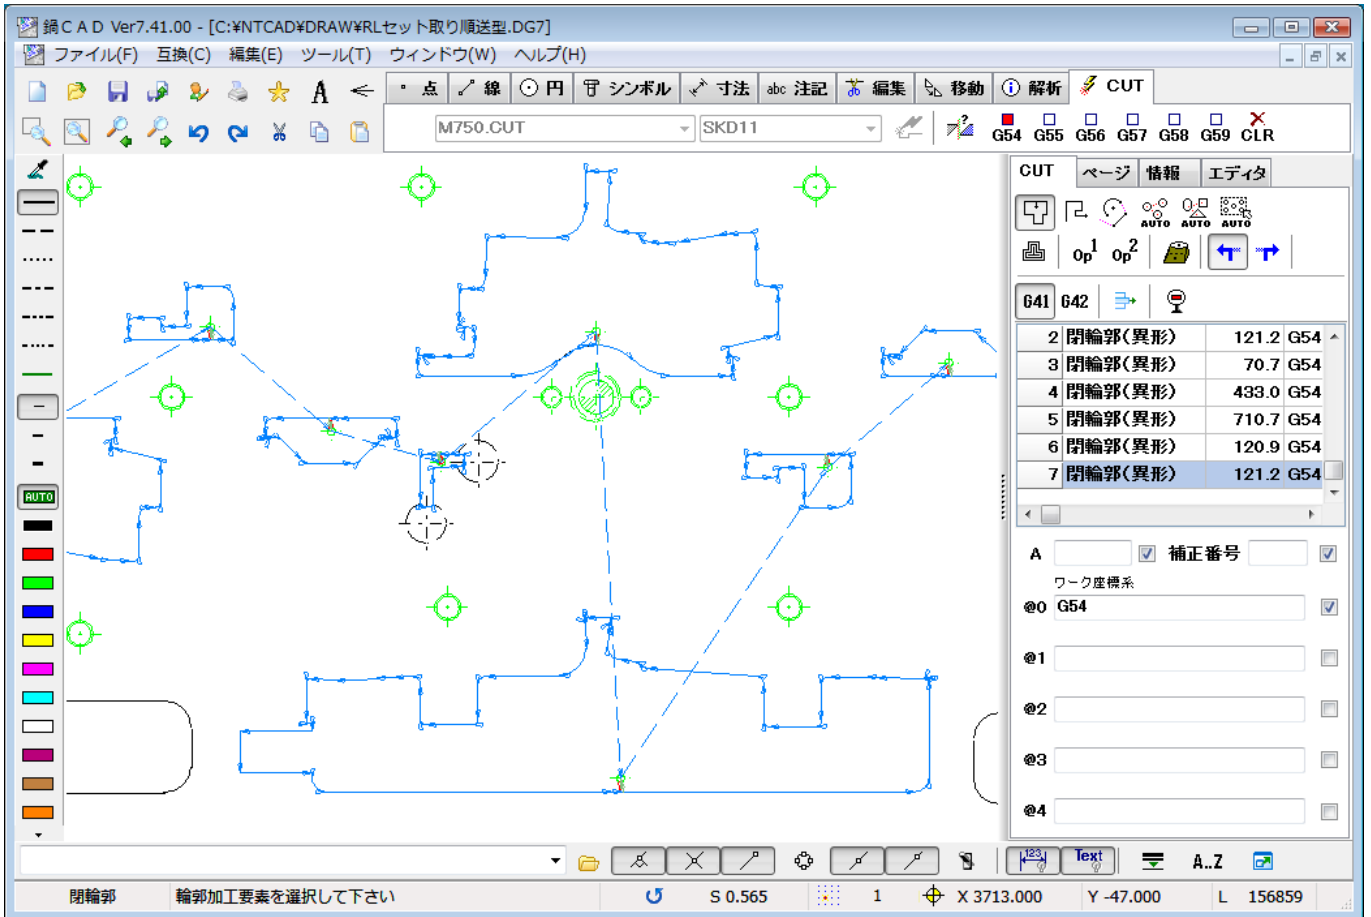 鍋ＣＡＤ Ver7.41.00 - [C:¥NTCAD¥DRAW¥RLセット取り順送型.DG7]
ファイル(F) 互換(C) 編集(E) ツール(T) ウィンドウ(W) ヘルプ(H)
A 点 線 円 シンボル 寸法 abc 注記 編集 移動 解析 CUT
M750.CUT SKD11 G54 G55 G56 G57 G58 G59 CLR
CUT ページ 情報 エディタ
AUTO AUTO AUTO
Op1 Op2
G41 G42
2 閉輪郭(異形) 121.2 G54
3 閉輪郭(異形) 70.7 G54
4 閉輪郭(異形) 433.0 G54
5 閉輪郭(異形) 710.7 G54
6 閉輪郭(異形) 120.9 G54
7 閉輪郭(異形) 121.2 G54
AUTO
A 補正番号
ワーク座標系
@0 G54
@1
@2
@3
@4
123 Text A..Z
閉輪郭 輪郭加工要素を選択して下さい S 0.565 1 X 3713.000 Y -47.000 L 156859